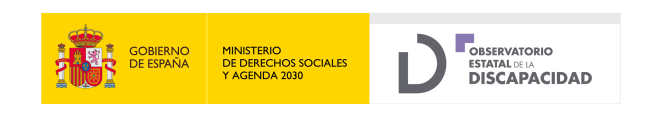 GOBIERNO
DE ESPAÑA
MINISTERIO
DE DERECHOS SOCIALES
Y AGENDA 2030
OBSERVATORIO
ESTATAL DE LA
DISCAPACIDAD